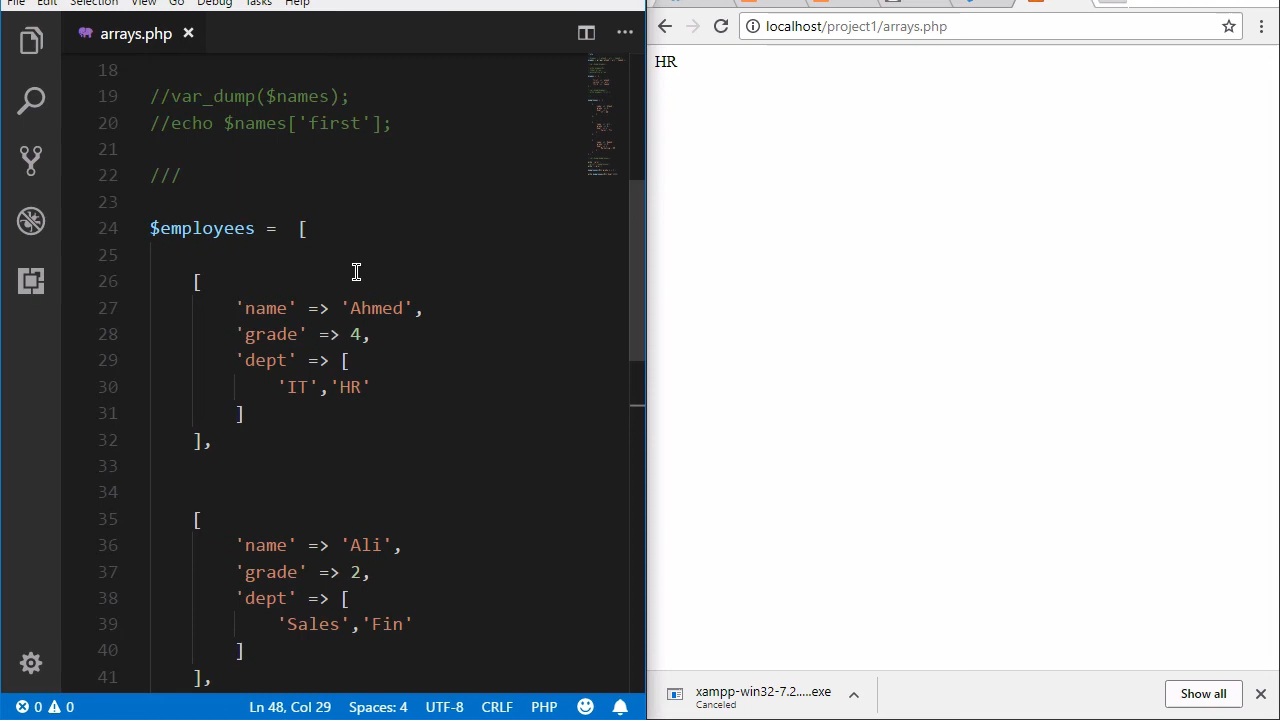 File Edit Selection View Go Debug Tasks Help
arrays.php
localhost/project1/arrays.php
HR
18
19 //var_dump($names);
20 //echo $names['first'];
21
22 ///
23
24 $employees =  [
25
26 [
27 'name' => 'Ahmed',
28 'grade' => 4,
29 'dept' => [
30 'IT','HR'
31 ]
32 ],
33
34
35 [
36 'name' => 'Ali',
37 'grade' => 2,
38 'dept' => [
39 'Sales','Fin'
40 ]
41 ],
0 0 Ln 48, Col 29 Spaces: 4 UTF-8 CRLF PHP
xampp-win32-7.2.....exe
Canceled
Show all